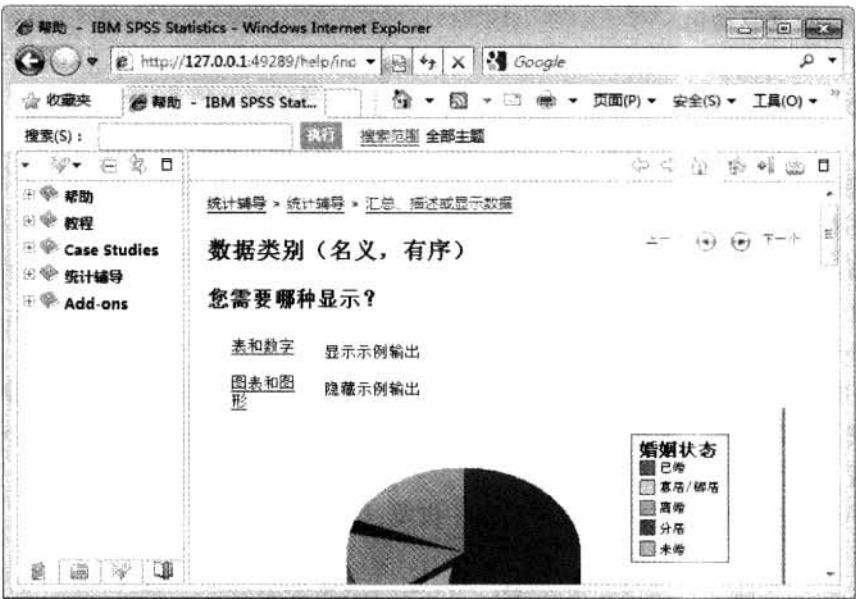 帮助 - IBM SPSS Statistics - Windows Internet Explorer
http://127.0.0.1:49289/help/ind
Google
收藏夹
帮助 - IBM SPSS Stat...
页面(P)
安全(S)
工具(O)
搜索(S)：
执行
搜索范围 全部主题
帮助
教程
Case Studies
统计辅导
Add-ons
统计辅导 > 统计辅导 > 汇总、描述或显示数据
上一
下一个
数据类别（名义，有序）
您需要哪种显示？
表和数字 显示示例输出
图表和图形 隐藏示例输出
婚姻状态
已婚
寡居/鳏居
离婚
分居
未婚